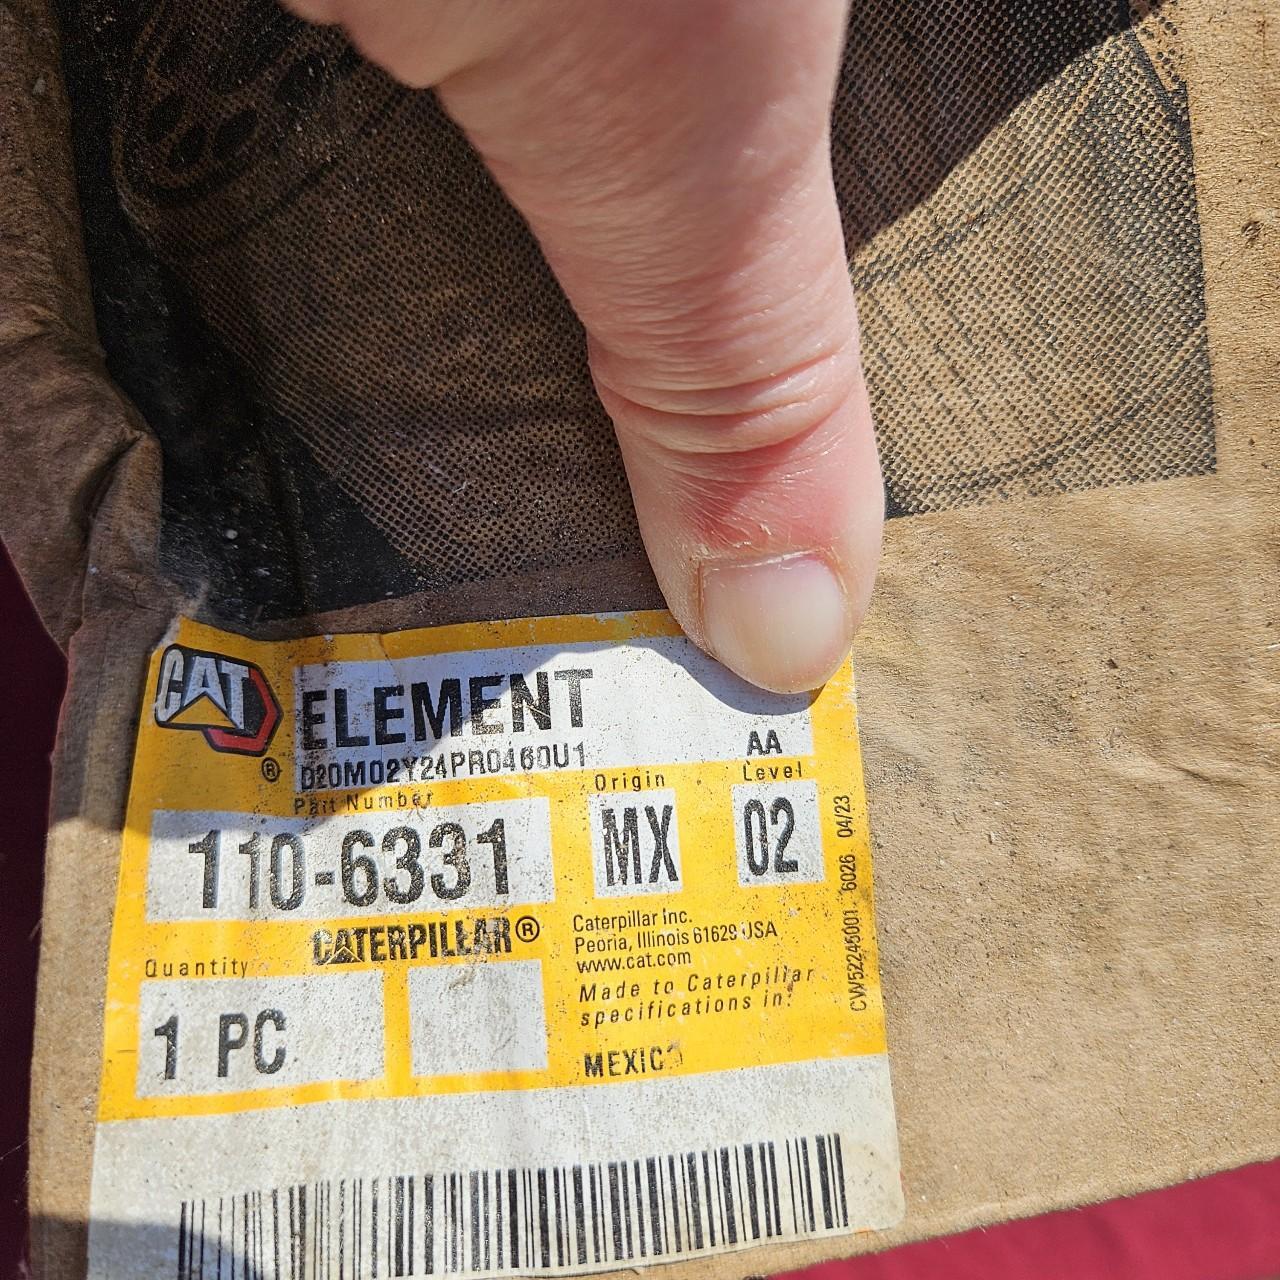 CAT
®
ELEMENT
D20M02Y24PR0460U1
AA
Part Number
Origin
Level
110-6331
MX
02
CATERPILLAR®
Quantity
1 PC
Caterpillar Inc.
Peoria, Illinois 61629 USA
www.cat.com
Made to Caterpillar
specifications in:
MEXICO
CW52245001 6026 04/23